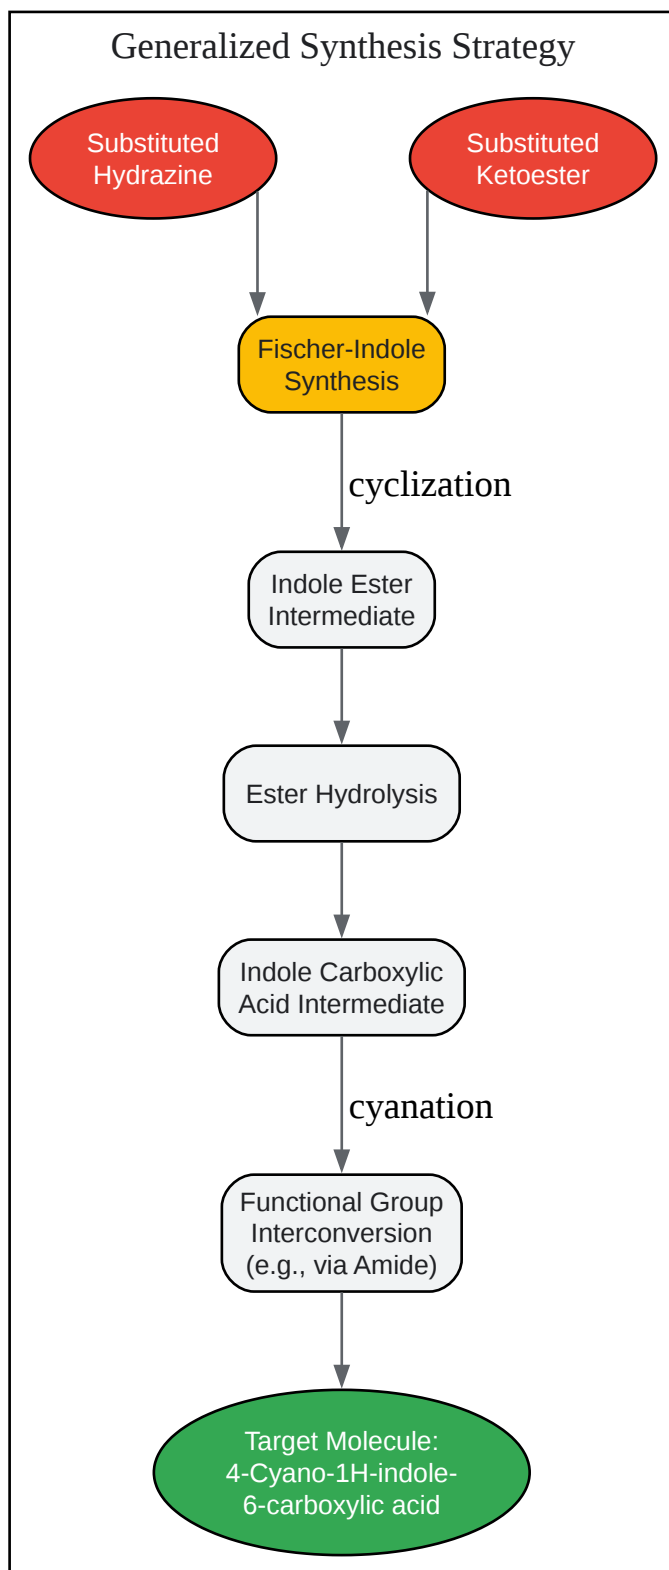 Generalized Synthesis Strategy
Substituted
Hydrazine
Substituted
Ketoester
Fischer-Indole
Synthesis
cyclization
Indole Ester
Intermediate
Ester Hydrolysis
Indole Carboxylic
Acid Intermediate
cyanation
Functional Group
Interconversion
(e.g., via Amide)
Target Molecule:
4-Cyano-1H-indole-
6-carboxylic acid